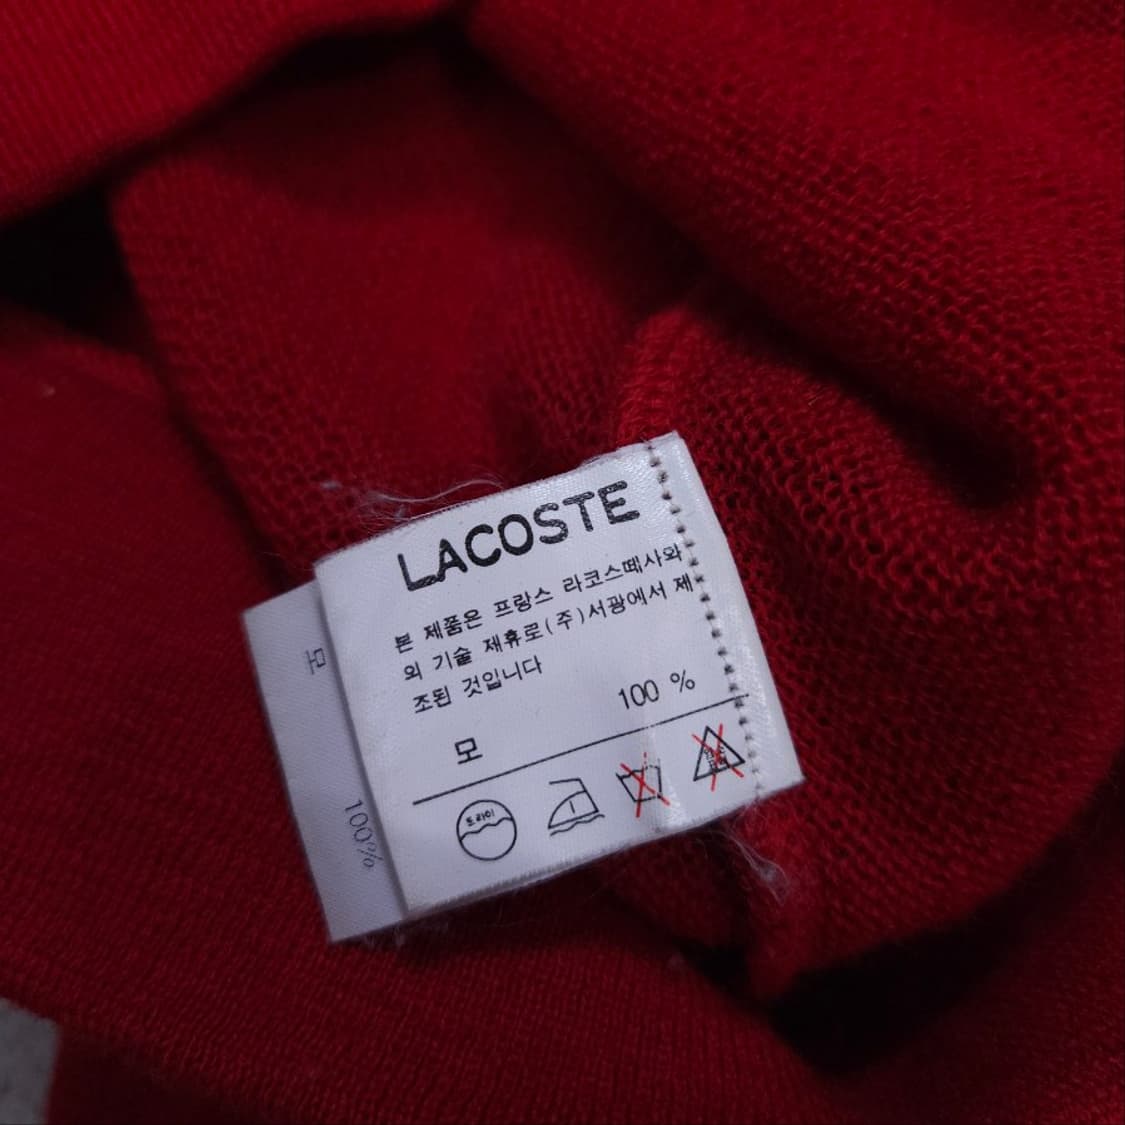 LACOSTE
본 제품은 프랑스 라코스떼사와
의 기술 제휴로(주)서광에서 제
조된 것입니다
모 100 %
드라이
모 100%